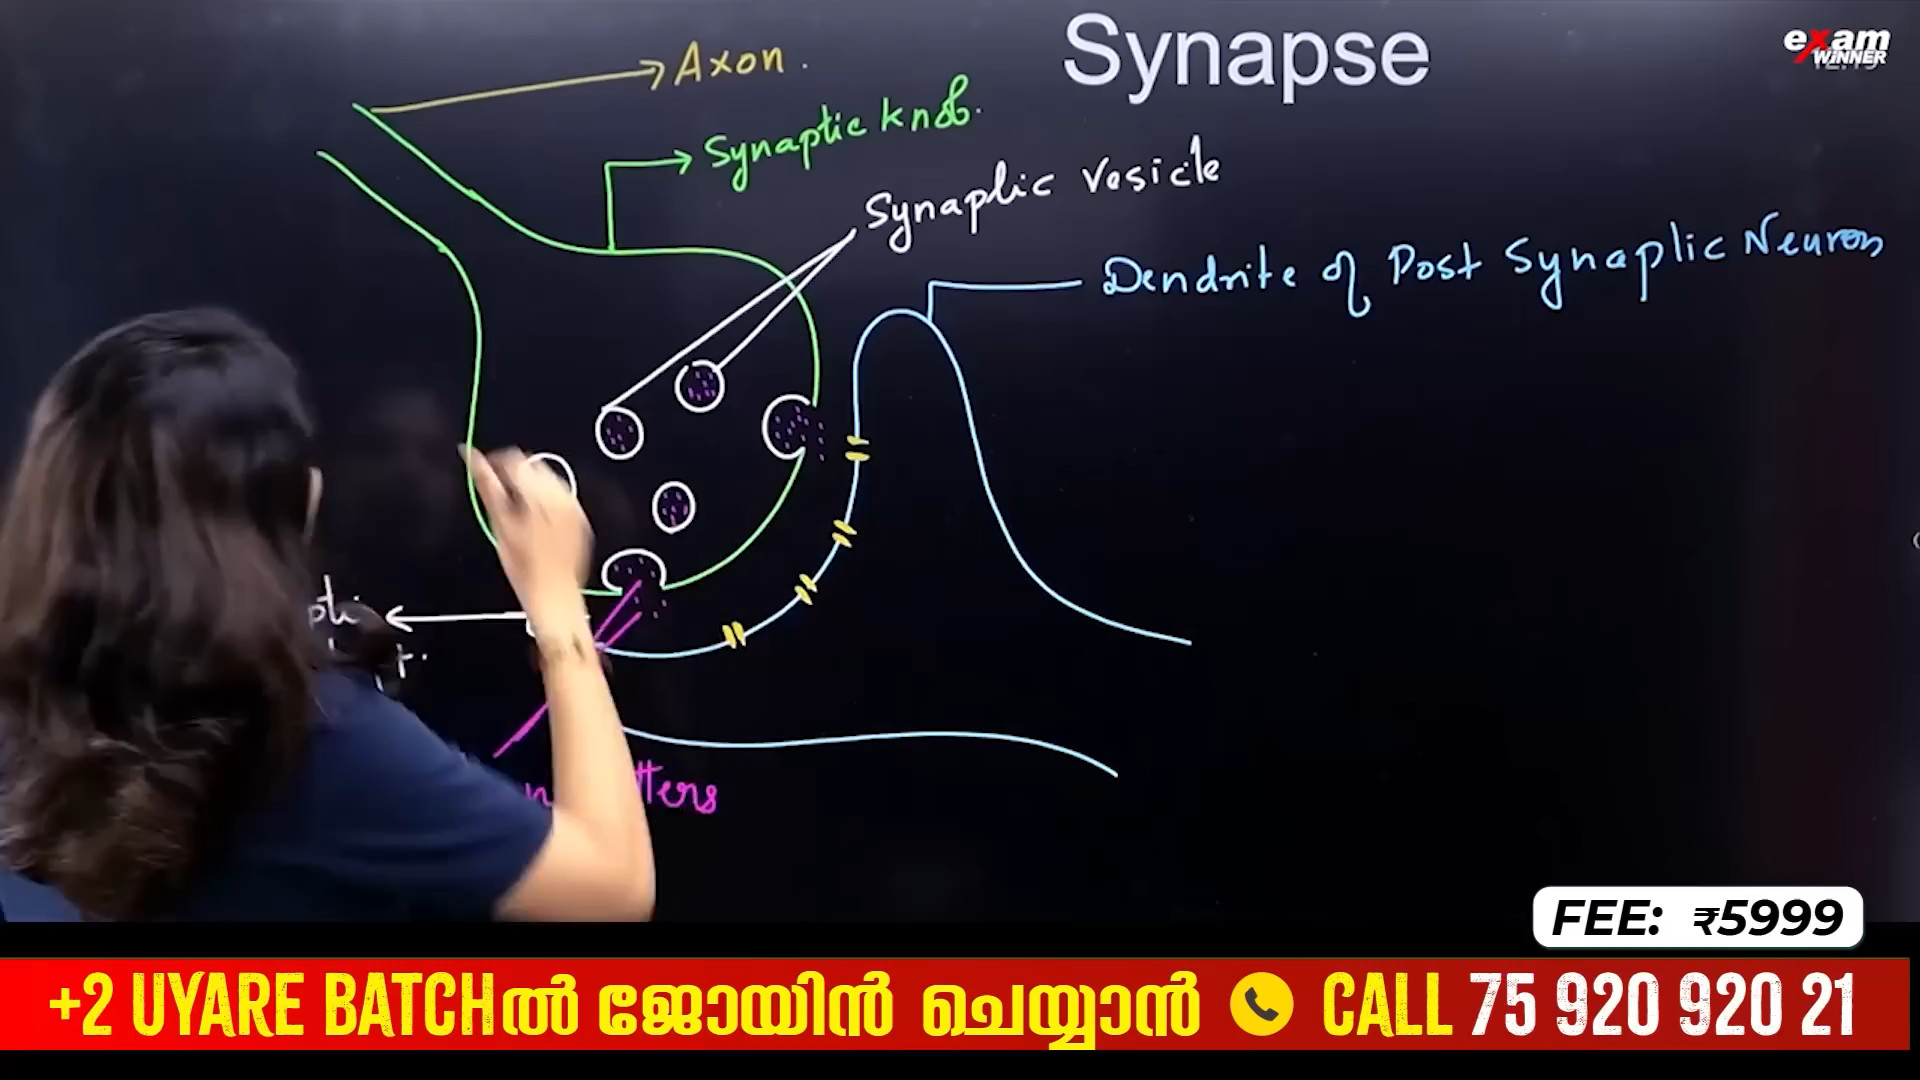 Synapse
exam
WINNER
Axon.
Synaptic knob.
Synaptic vesicle
Dendrite of Post Synaptic Neuron
FEE: ₹5999
+2 UYARE BATCHൽ ജോയിൻ ചെയ്യാൻ CALL 75 920 920 21